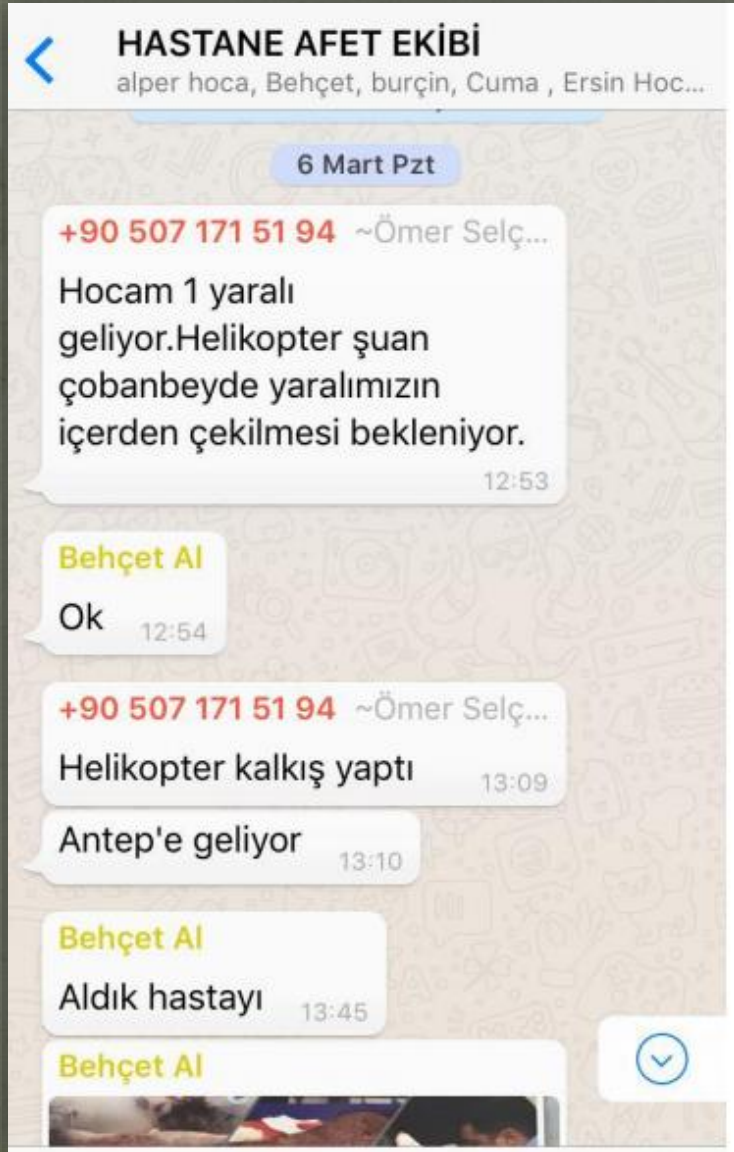 HASTANE AFET EKİBİ
alper hoca, Behçet, burçin, Cuma , Ersin Hoc...
6 Mart Pzt
+90 507 171 51 94 ~Ömer Selç...
Hocam 1 yaralı
geliyor.Helikopter şuan
çobanbeyde yaralımızın
içerden çekilmesi bekleniyor.
12:53
Behçet Al
Ok 12:54
+90 507 171 51 94 ~Ömer Selç...
Helikopter kalkış yaptı 13:09
Antep'e geliyor 13:10
Behçet Al
Aldık hastayı 13:45
Behçet Al